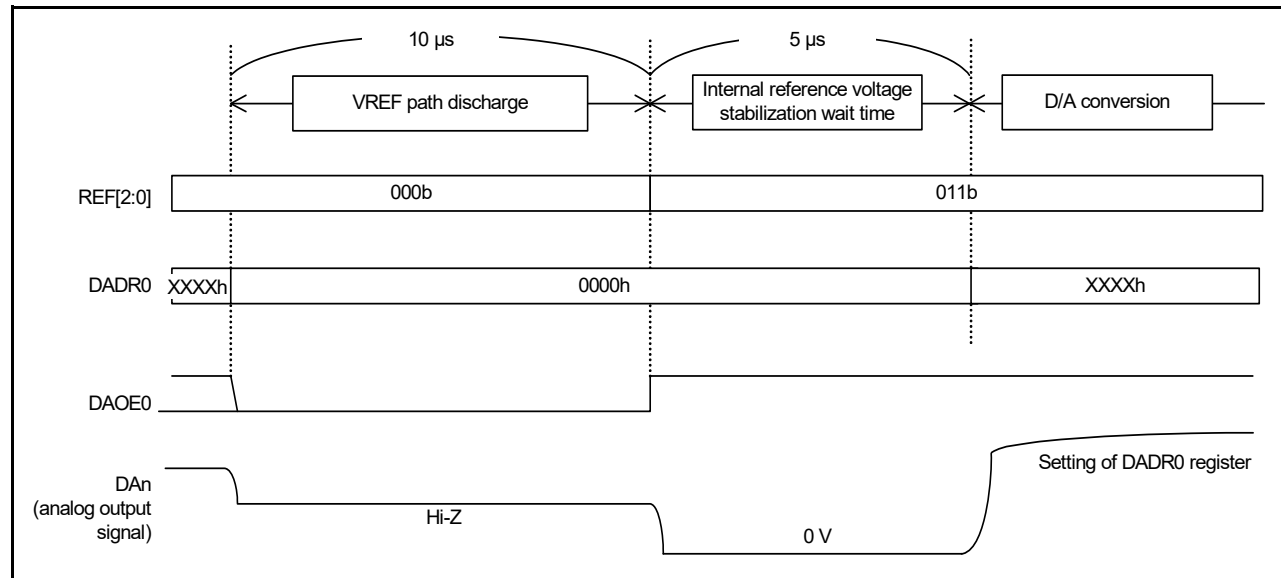 10 µs
5 µs
VREF path discharge
Internal reference voltage
stabilization wait time
D/A conversion
REF[2:0]
000b
011b
DADR0
XXXXh
0000h
XXXXh
DAOE0
DAn
(analog output
signal)
Hi-Z
0 V
Setting of DADR0 register